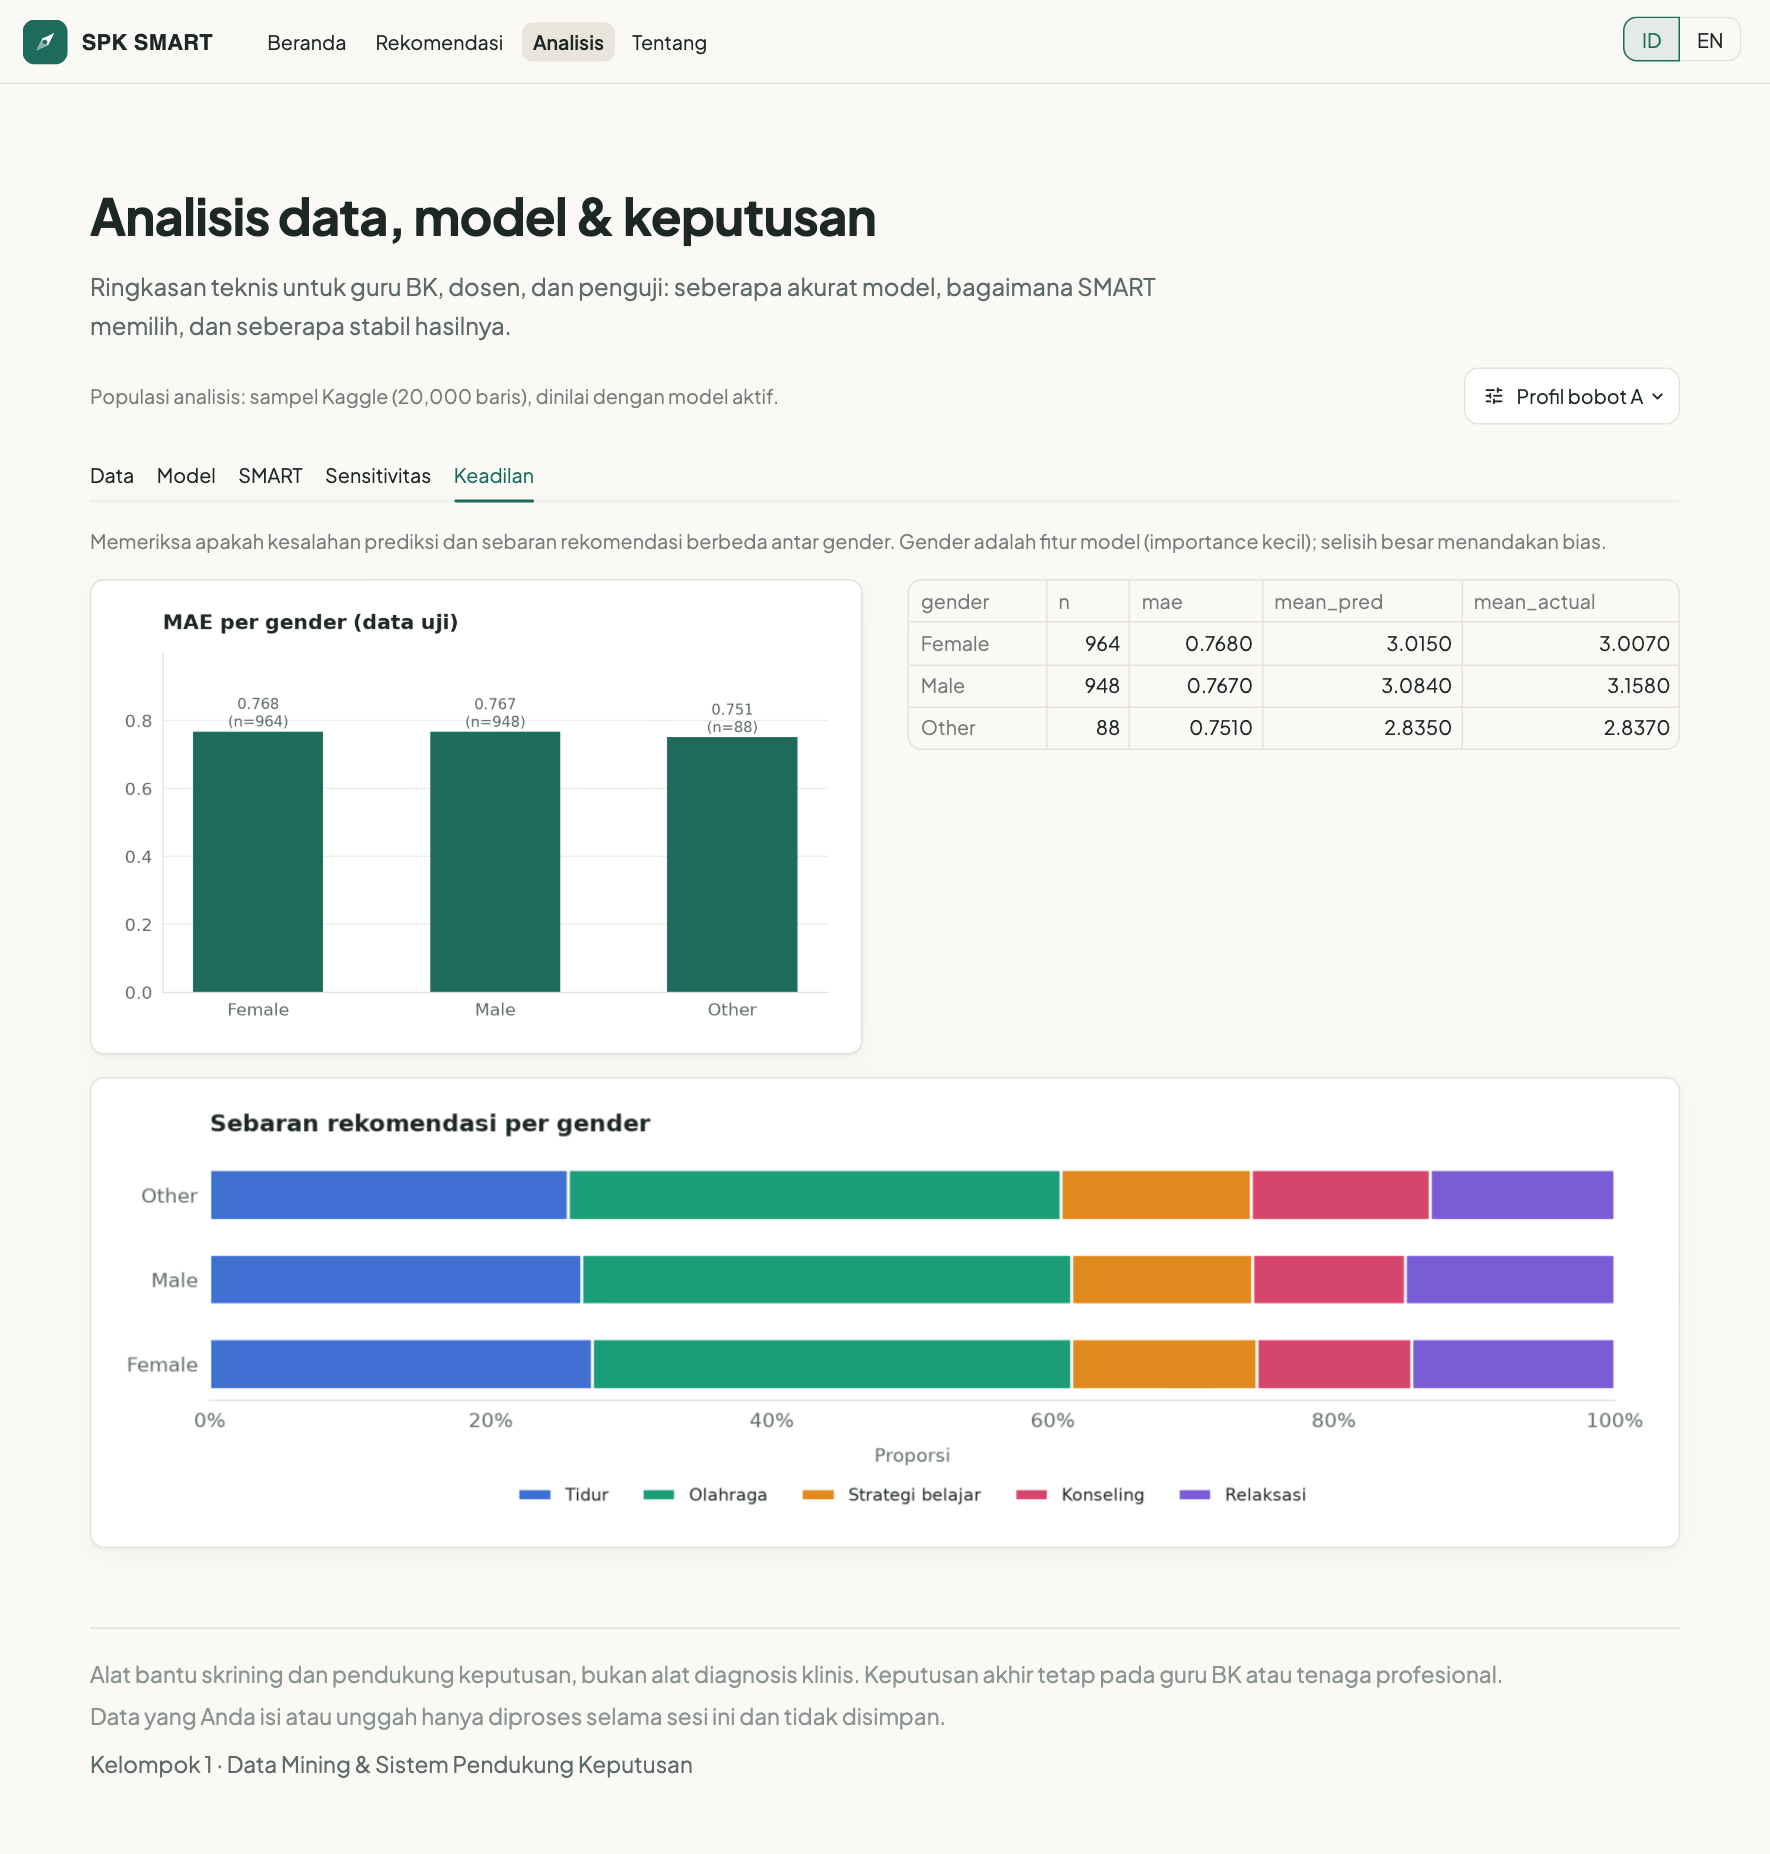 SPK SMART
Beranda
Rekomendasi
Analisis
Tentang
ID
EN
Analisis data, model & keputusan
Ringkasan teknis untuk guru BK, dosen, dan penguji: seberapa akurat model, bagaimana SMART
memilih, dan seberapa stabil hasilnya.
Populasi analisis: sampel Kaggle (20,000 baris), dinilai dengan model aktif.
Profil bobot A
Data
Model
SMART
Sensitivitas
Keadilan
Memeriksa apakah kesalahan prediksi dan sebaran rekomendasi berbeda antar gender. Gender adalah fitur model (importance kecil); selisih besar menandakan bias.
MAE per gender (data uji)
0.768
(n=964)
0.767
(n=948)
0.751
(n=88)
0.8
0.6
0.4
0.2
0.0
Female
Male
Other
gender n mae mean_pred mean_actual
Female 964 0.7680 3.0150 3.0070
Male 948 0.7670 3.0840 3.1580
Other 88 0.7510 2.8350 2.8370
Sebaran rekomendasi per gender
Other
Male
Female
0% 20% 40% 60% 80% 100%
Proporsi
Tidur Olahraga Strategi belajar Konseling Relaksasi
Alat bantu skrining dan pendukung keputusan, bukan alat diagnosis klinis. Keputusan akhir tetap pada guru BK atau tenaga profesional.
Data yang Anda isi atau unggah hanya diproses selama sesi ini dan tidak disimpan.
Kelompok 1 · Data Mining & Sistem Pendukung Keputusan